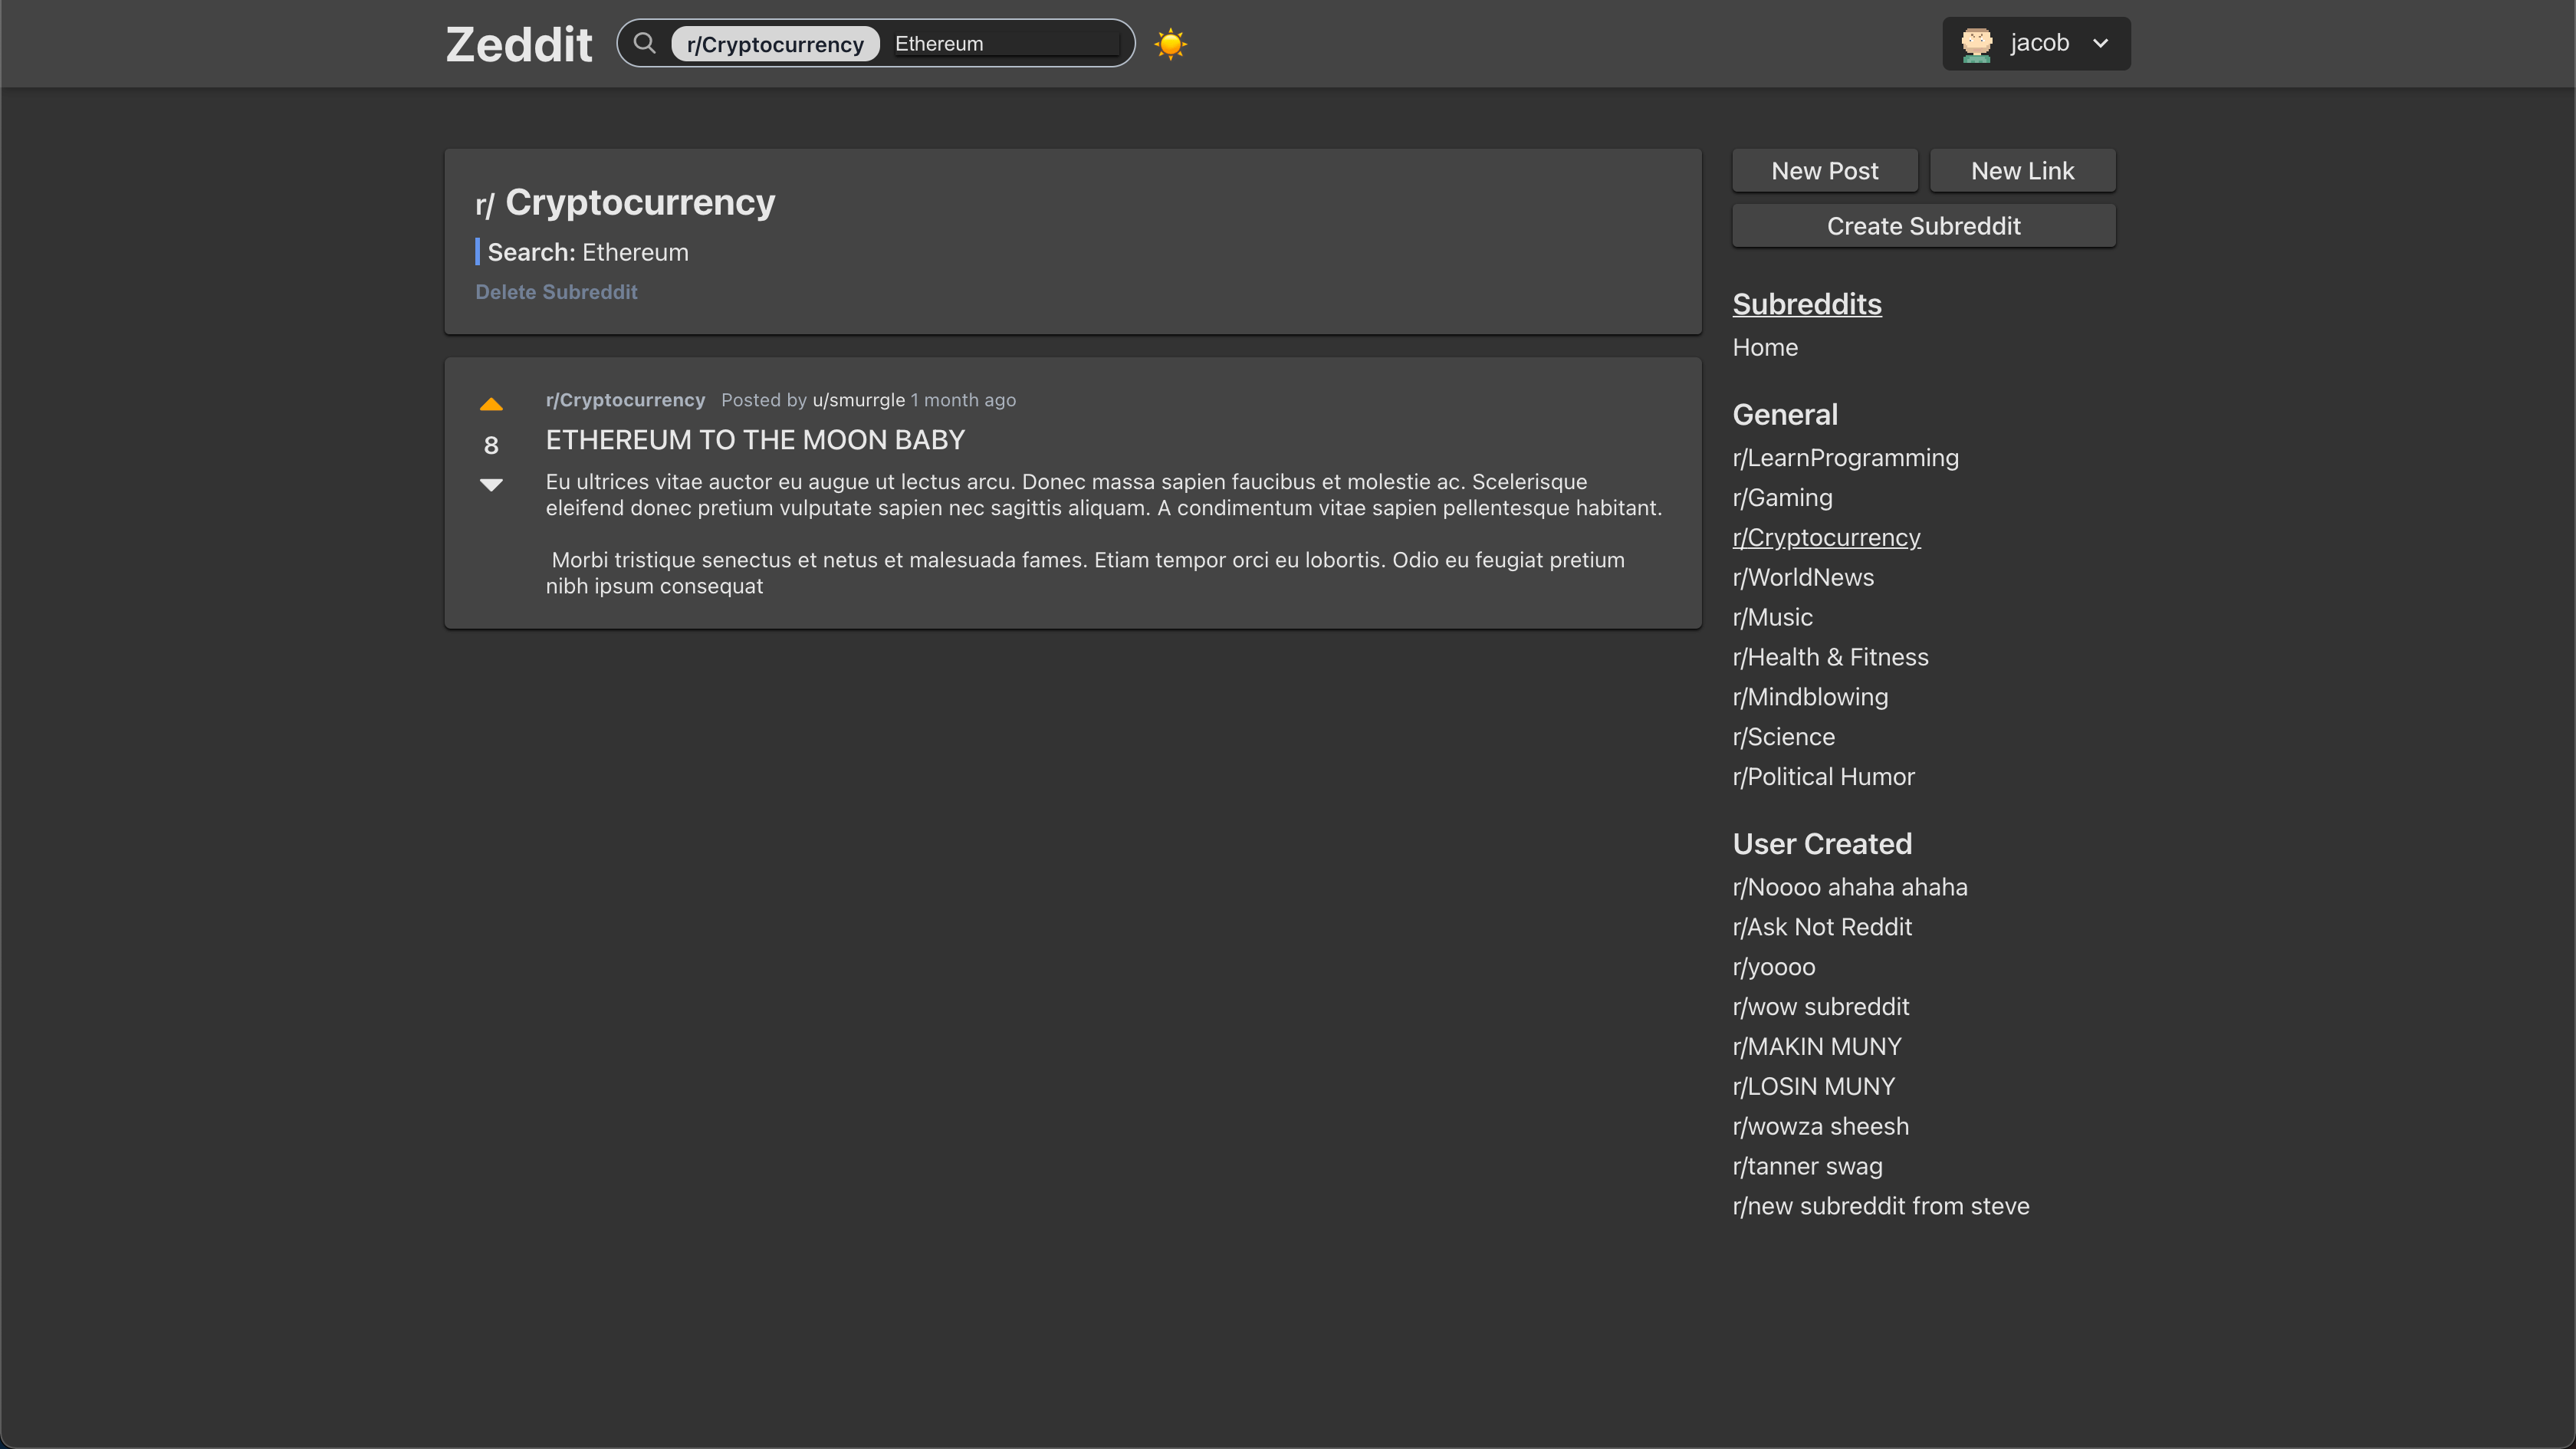 Zeddit
r/Cryptocurrency Ethereum
jacob
r/ Cryptocurrency
Search: Ethereum
Delete Subreddit
r/Cryptocurrency Posted by u/smurrgle 1 month ago
8
ETHEREUM TO THE MOON BABY
Eu ultrices vitae auctor eu augue ut lectus arcu. Donec massa sapien faucibus et molestie ac. Scelerisque
eleifend donec pretium vulputate sapien nec sagittis aliquam. A condimentum vitae sapien pellentesque habitant.
Morbi tristique senectus et netus et malesuada fames. Etiam tempor orci eu lobortis. Odio eu feugiat pretium
nibh ipsum consequat
New Post
New Link
Create Subreddit
Subreddits
Home
General
r/LearnProgramming
r/Gaming
r/Cryptocurrency
r/WorldNews
r/Music
r/Health & Fitness
r/Mindblowing
r/Science
r/Political Humor
User Created
r/Noooo ahaha ahaha
r/Ask Not Reddit
r/yoooo
r/wow subreddit
r/MAKIN MUNY
r/LOSIN MUNY
r/wowza sheesh
r/tanner swag
r/new subreddit from steve